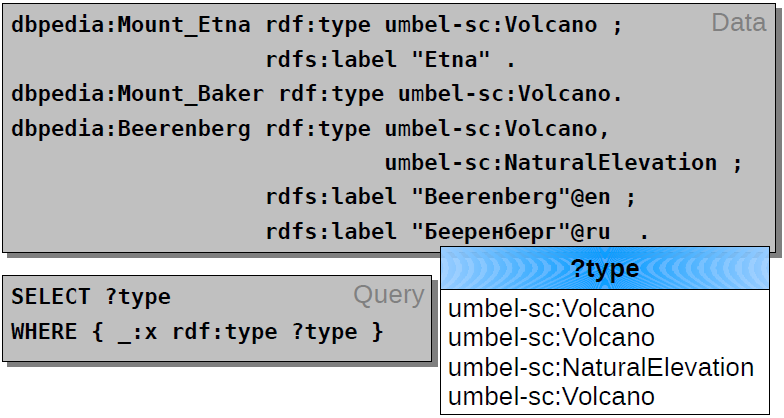 Data
dbpedia:Mount_Etna rdf:type umbel-sc:Volcano ;
rdfs:label "Etna" .
dbpedia:Mount_Baker rdf:type umbel-sc:Volcano.
dbpedia:Beerenberg rdf:type umbel-sc:Volcano,
umbel-sc:NaturalElevation ;
rdfs:label "Beerenberg"@en ;
rdfs:label "Бееренберг"@ru .
Query
SELECT ?type
WHERE { _:x rdf:type ?type }
?type
umbel-sc:Volcano
umbel-sc:Volcano
umbel-sc:NaturalElevation
umbel-sc:Volcano